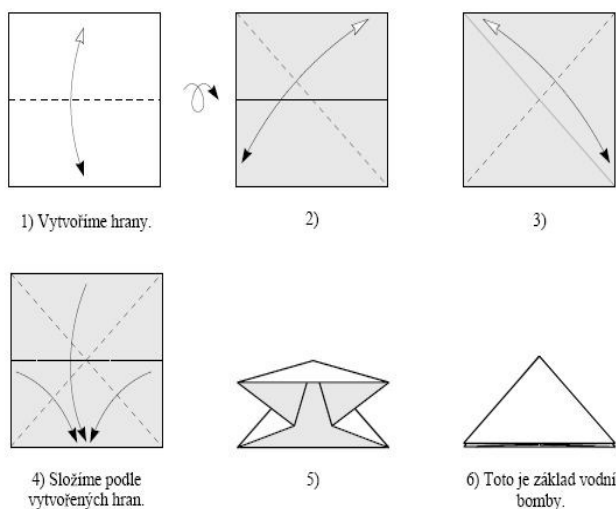 1) Vytvoříme hrany.
2)
3)
4) Složíme podle
vytvořených hran.
5)
6) Toto je základ vodní
bomby.